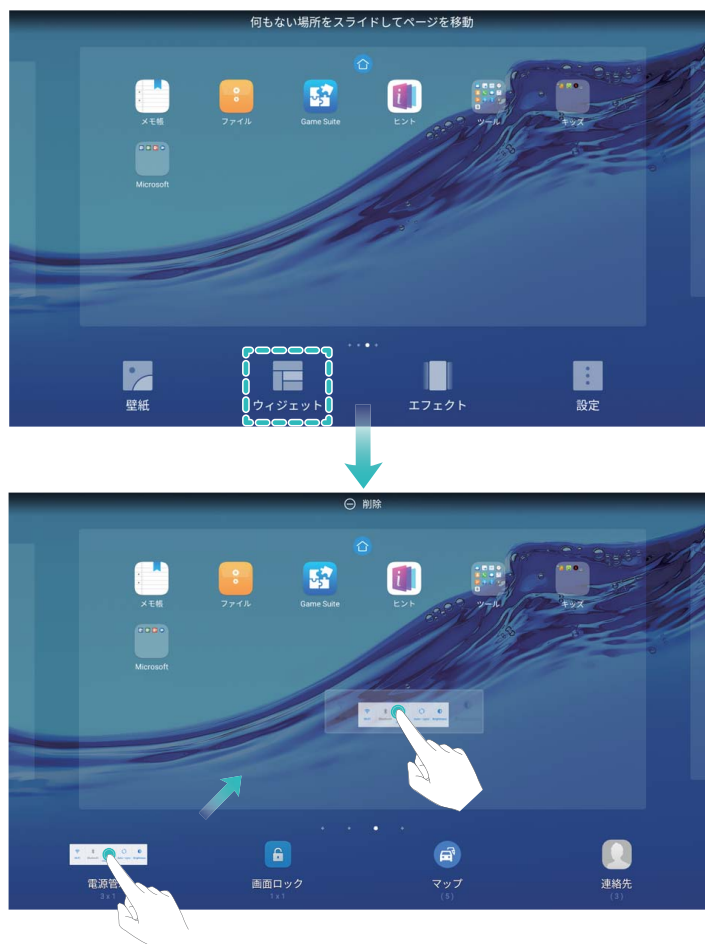 何もない場所をスライドしてページを移動
メモ帳
ファイル
Game Suite
ヒント
ツール
キッズ
Microsoft
壁紙
ウィジェット
エフェクト
設定
削除
メモ帳
ファイル
Game Suite
ヒント
ツール
キッズ
Microsoft
電源管
画面ロック
マップ
連絡先
3 x 1
1 x 1
(5)
(3)